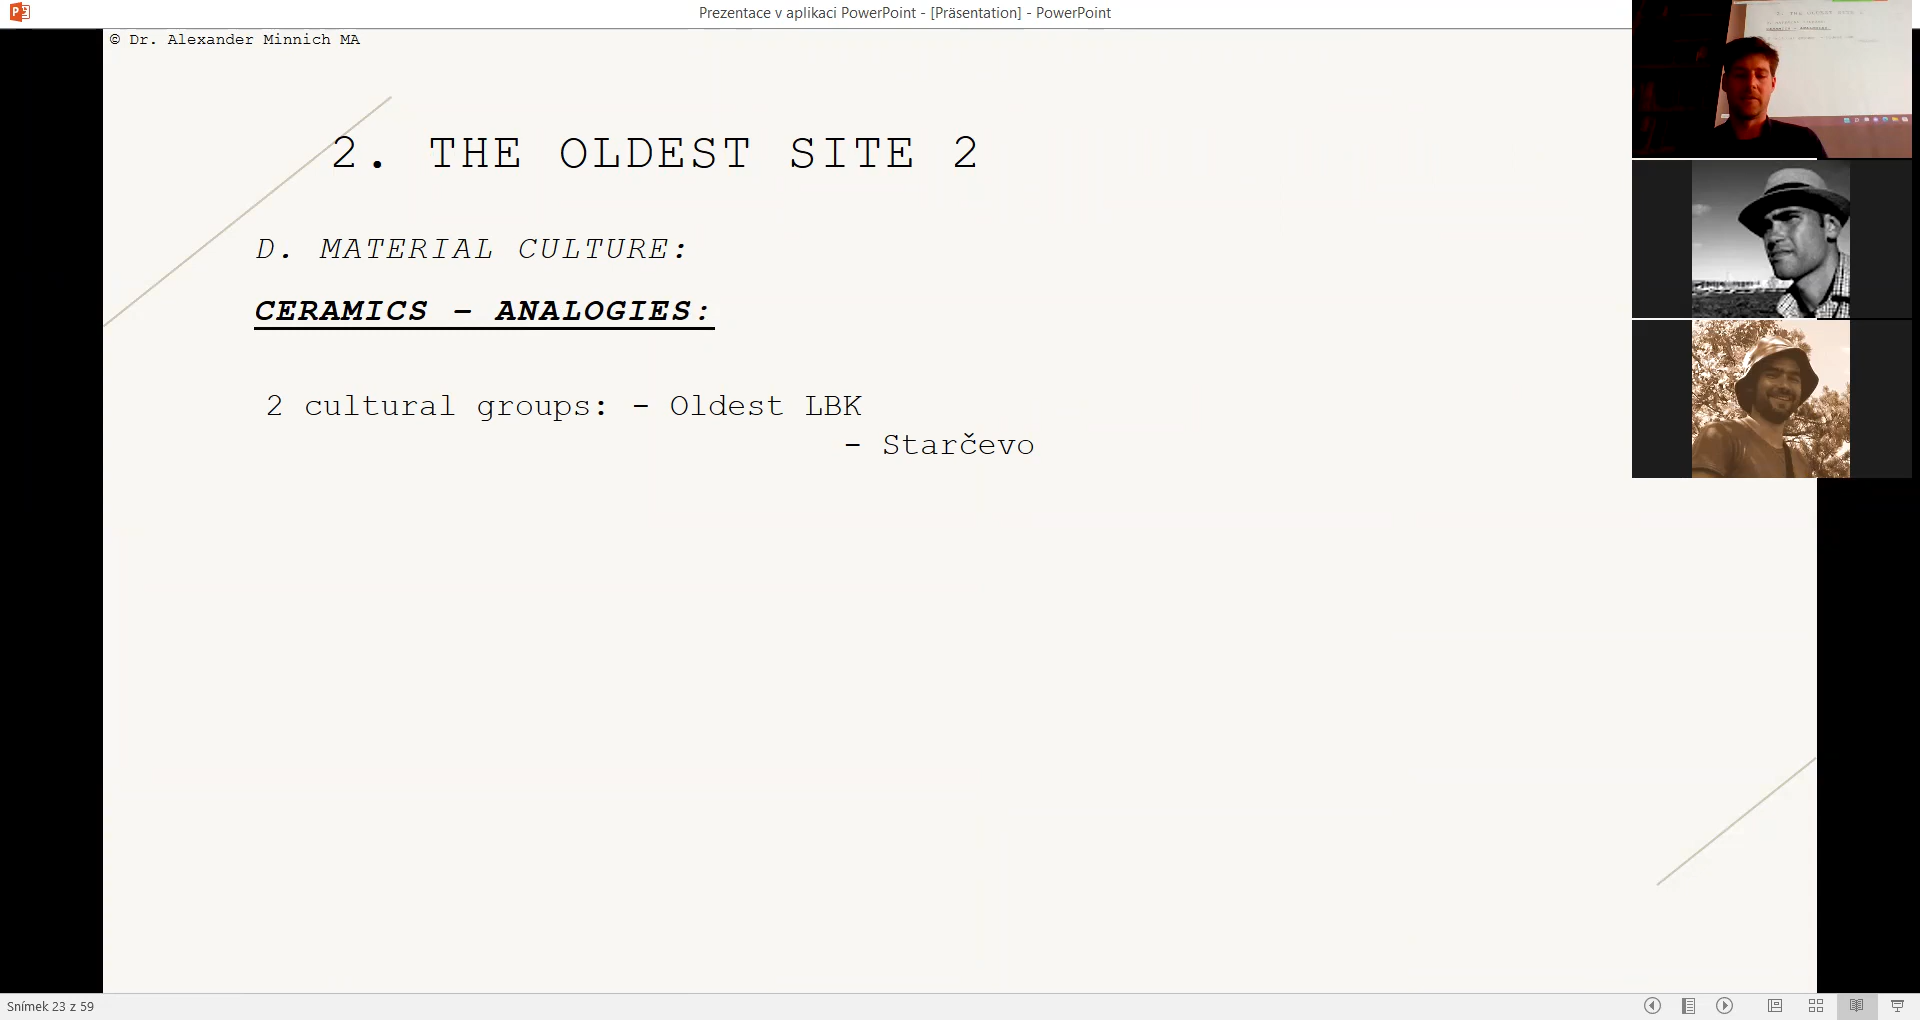 Prezentace v aplikaci PowerPoint - [Präsentation] - PowerPoint
© Dr. Alexander Minnich MA
2. THE OLDEST SITE 2
D. MATERIAL CULTURE:
CERAMICS – ANALOGIES:
2 cultural groups: - Oldest LBK
- Starčevo
Snímek 23 z 59